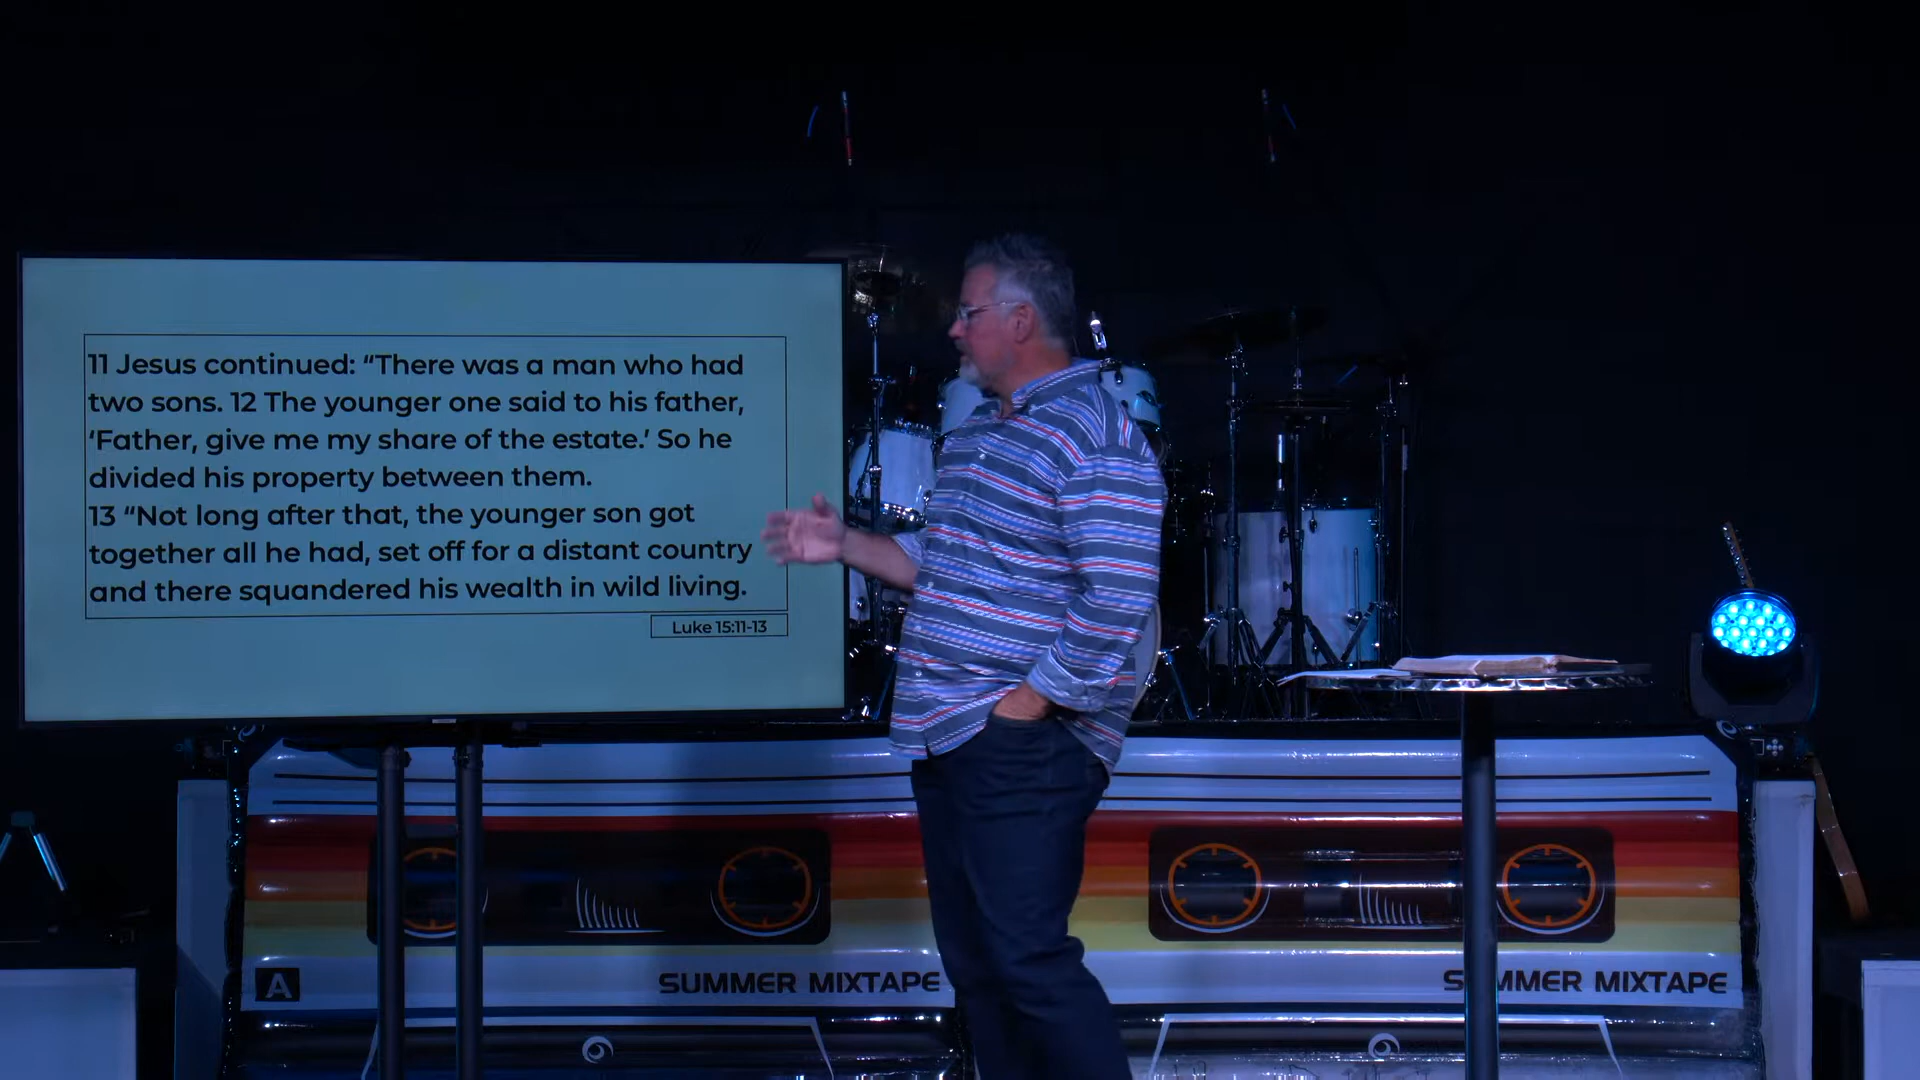 11 Jesus continued: “There was a man who had
two sons. 12 The younger one said to his father,
‘Father, give me my share of the estate.’ So he
divided his property between them.
13 “Not long after that, the younger son got
together all he had, set off for a distant country
and there squandered his wealth in wild living.
Luke 15:11-13
A
SUMMER MIXTAPE
SUMMER MIXTAPE